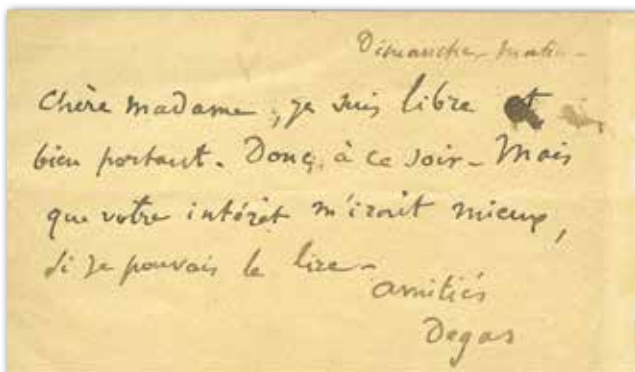 Dimanche matin -
Chère madame, je suis libre et
bien portant. Donc, à ce soir - Mais
que votre intérêt m'irait mieux,
si je pouvais le lire -
amitiés
Degas